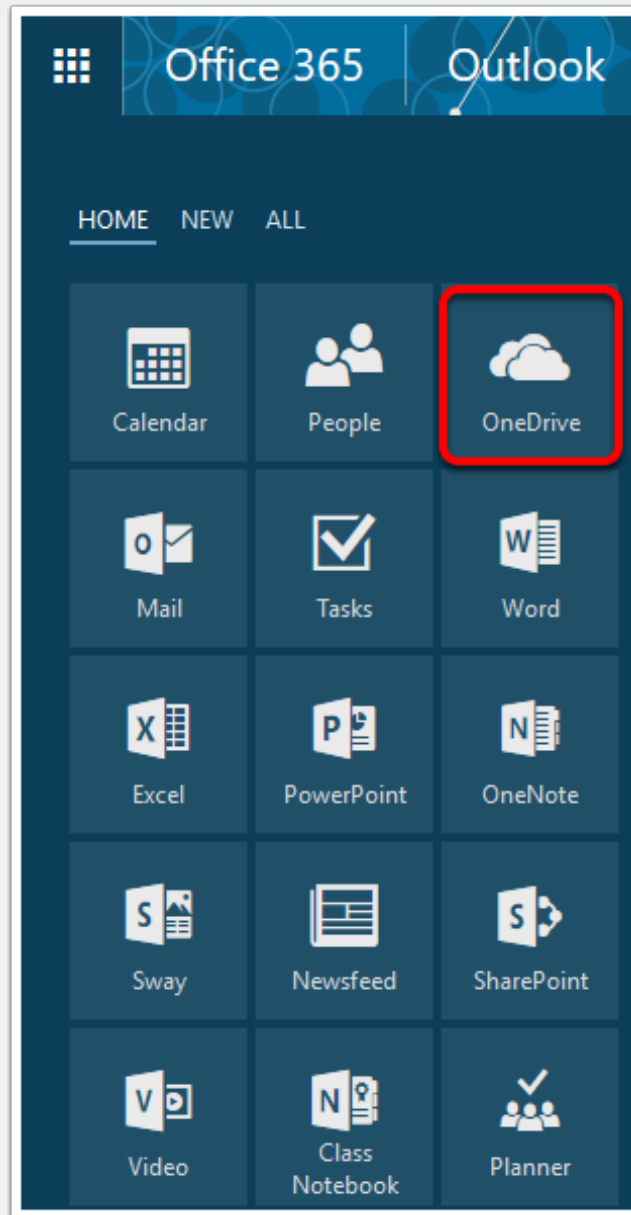 Office 365 Outlook
HOME NEW ALL
Calendar People OneDrive
Mail Tasks Word
Excel PowerPoint OneNote
Sway Newsfeed SharePoint
Video Class Notebook Planner